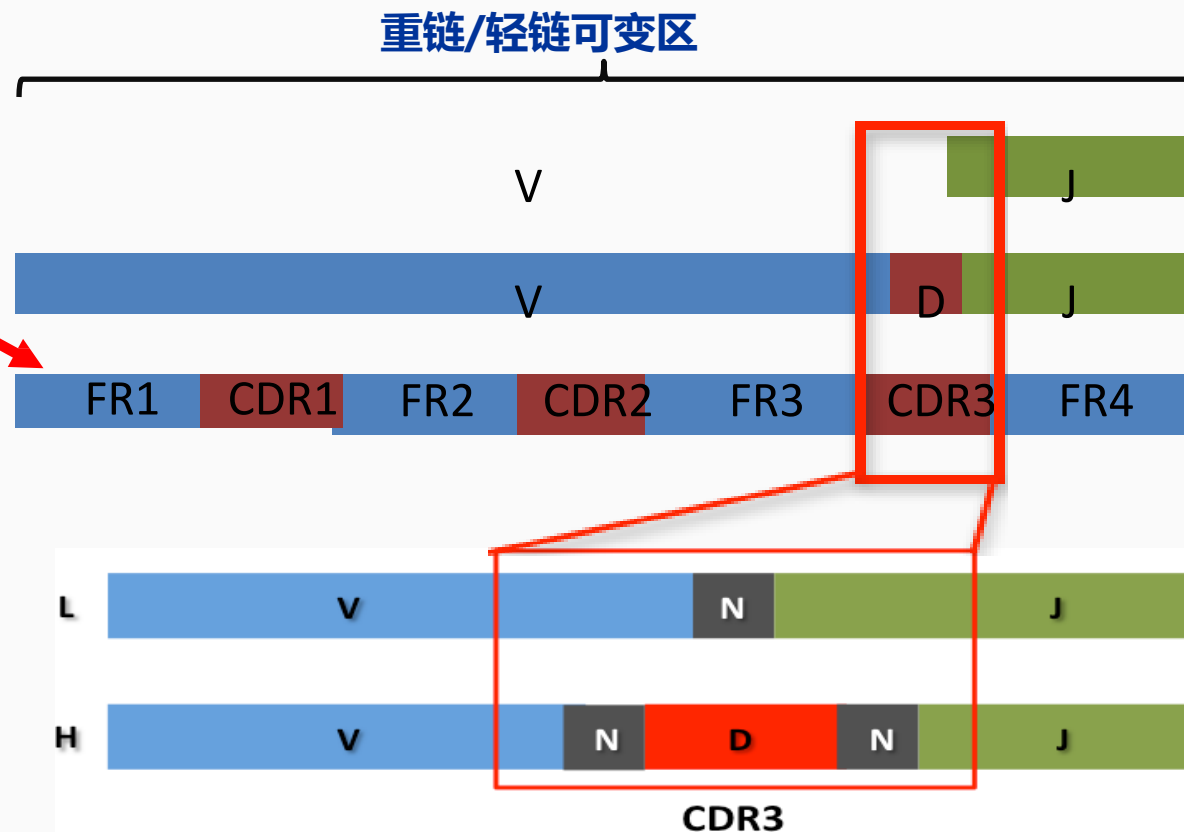 重链/轻链可变区
V J
V D J
FR1 CDR1 FR2 CDR2 FR3 CDR3 FR4
L V N J
H V N D N J
CDR3